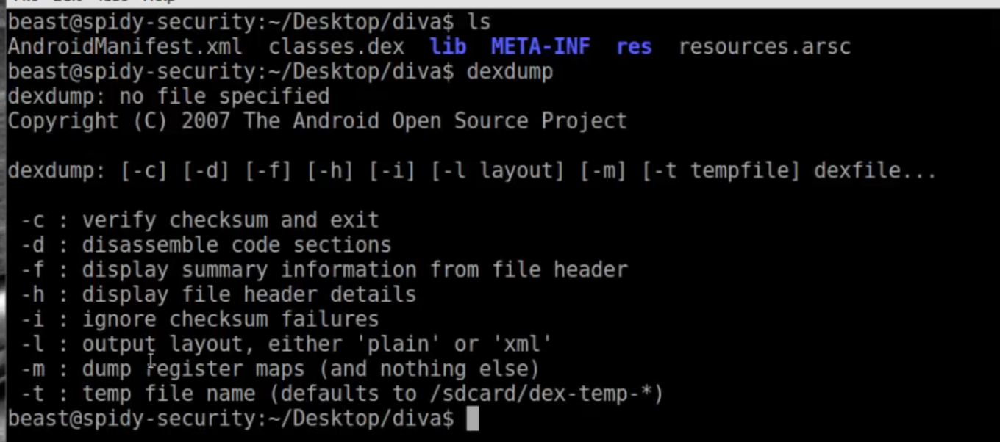 beast@spidy-security:~/Desktop/diva$ ls
AndroidManifest.xml  classes.dex  lib  META-INF  res  resources.arsc
beast@spidy-security:~/Desktop/diva$ dexdump
dexdump: no file specified
Copyright (C) 2007 The Android Open Source Project
dexdump: [-c] [-d] [-f] [-h] [-i] [-l layout] [-m] [-t tempfile] dexfile...
-c : verify checksum and exit
-d : disassemble code sections
-f : display summary information from file header
-h : display file header details
-i : ignore checksum failures
-l : output layout, either 'plain' or 'xml'
-m : dump register maps (and nothing else)
-t : temp file name (defaults to /sdcard/dex-temp-*)
beast@spidy-security:~/Desktop/diva$